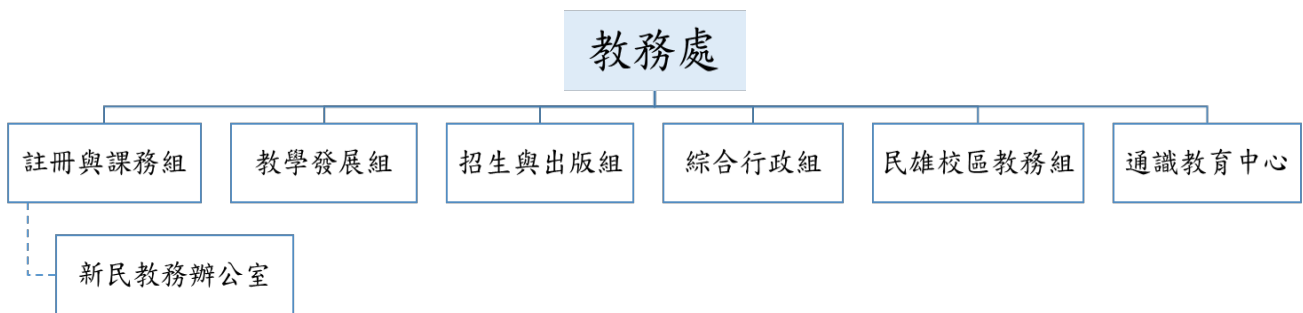 教務處
註冊與課務組
教學發展組
招生與出版組
綜合行政組
民雄校區教務組
通識教育中心
新民教務辦公室